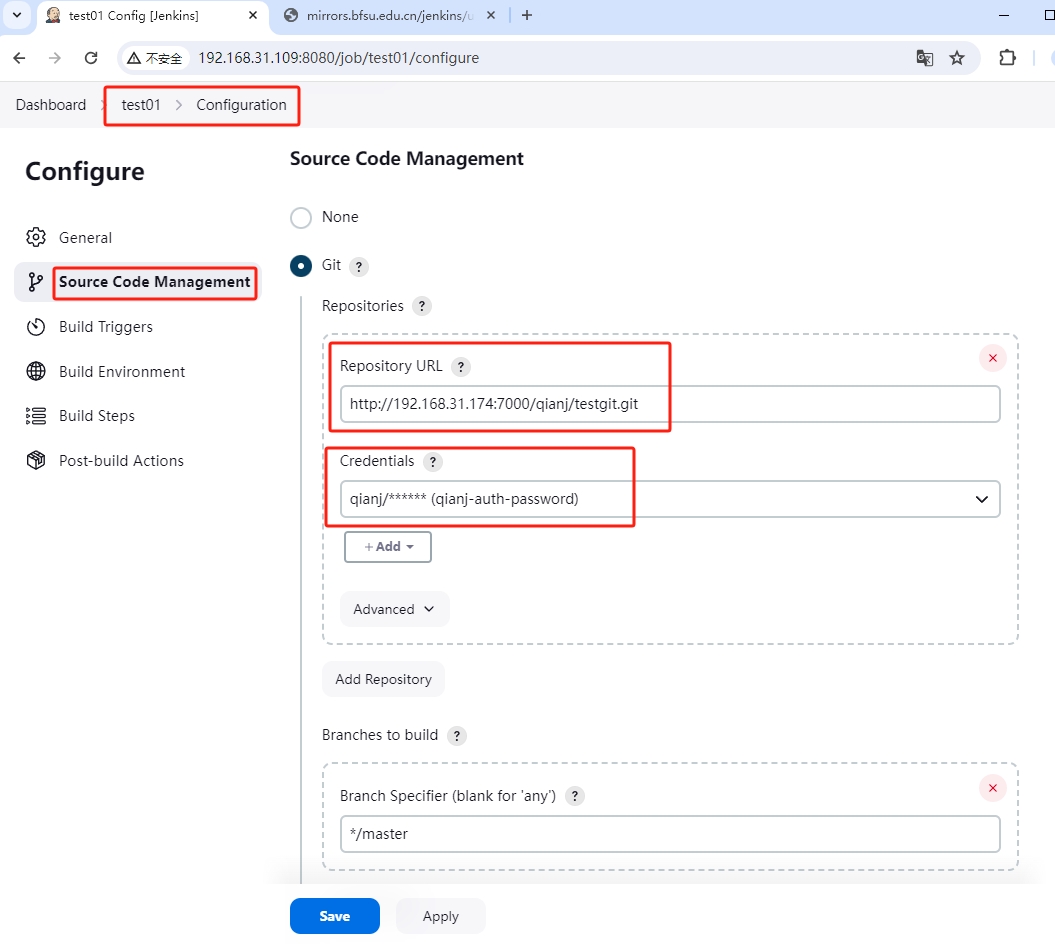 test01 Config [Jenkins]
mirrors.bfsu.edu.cn/jenkins/u
不安全 192.168.31.109:8080/job/test01/configure
Dashboard > test01 > Configuration
Configure
General
Source Code Management
Build Triggers
Build Environment
Build Steps
Post-build Actions
Source Code Management
None
Git ?
Repositories ?
Repository URL ?
http://192.168.31.174:7000/qianj/testgit.git
Credentials ?
qianj/****** (qianj-auth-password)
+ Add
Advanced
Add Repository
Branches to build ?
Branch Specifier (blank for 'any') ?
*/master
Save
Apply